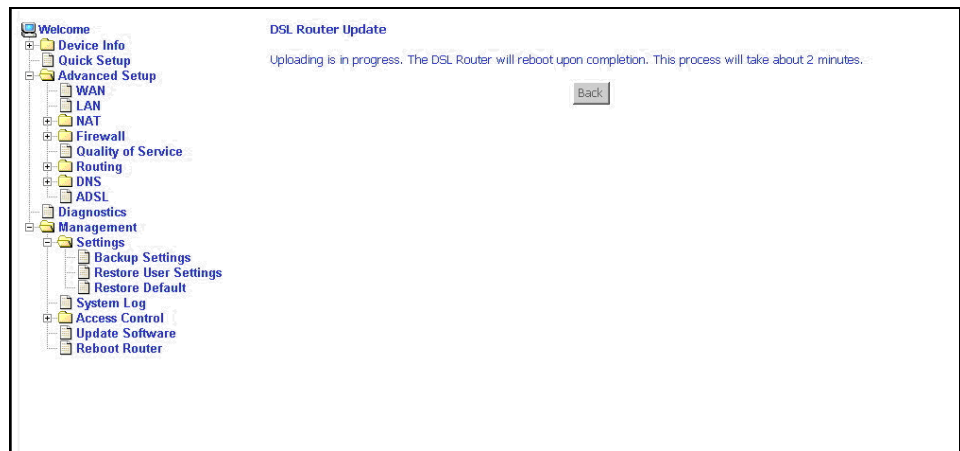 Welcome
Device Info
Quick Setup
Advanced Setup
WAN
LAN
NAT
Firewall
Quality of Service
Routing
DNS
ADSL
Diagnostics
Management
Settings
Backup Settings
Restore User Settings
Restore Default
System Log
Access Control
Update Software
Reboot Router
DSL Router Update
Uploading is in progress. The DSL Router will reboot upon completion. This process will take about 2 minutes.
Back